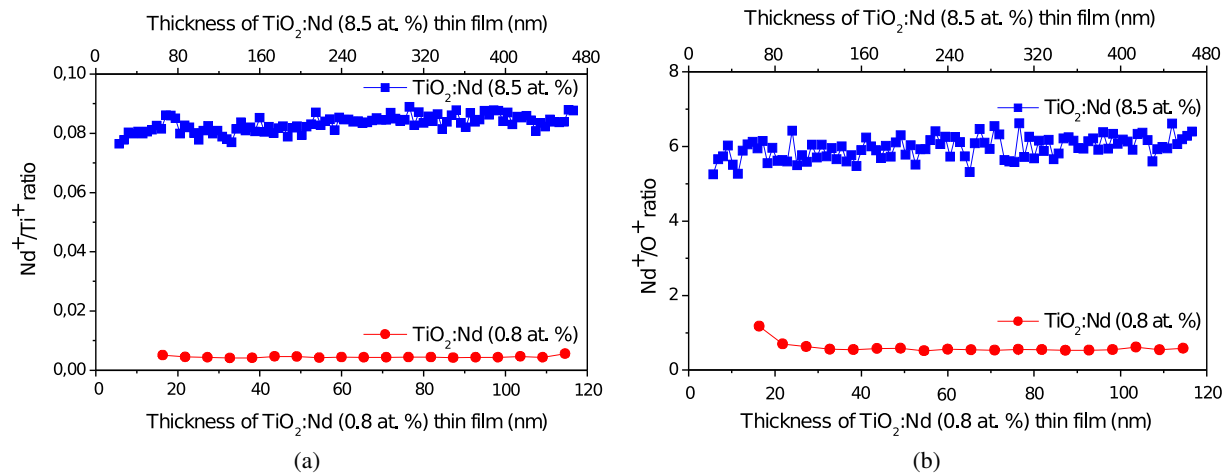 Thickness of TiO₂:Nd (8.5 at. %) thin film (nm)
0 80 160 240 320 400 480
0,10
0,08
0,06
0,04
0,02
0,00
Nd⁺/Ti⁺ ratio
TiO₂:Nd (8.5 at. %)
TiO₂:Nd (0.8 at. %)
0 20 40 60 80 100 120
Thickness of TiO₂:Nd (0.8 at. %) thin film (nm)
(a)
Thickness of TiO₂:Nd (8.5 at. %) thin film (nm)
0 80 160 240 320 400 480
8
6
4
2
0
Nd⁺/O⁺ ratio
TiO₂:Nd (8.5 at. %)
TiO₂:Nd (0.8 at. %)
0 20 40 60 80 100 120
Thickness of TiO₂:Nd (0.8 at. %) thin film (nm)
(b)